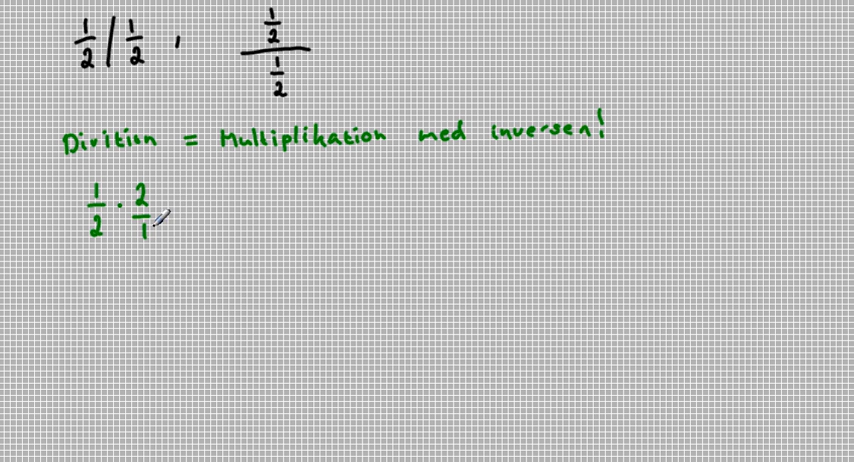 1/2 / 1/2 , (1/2)/(1/2)
Division = Multiplikation med inversen!
1/2 · 2/1